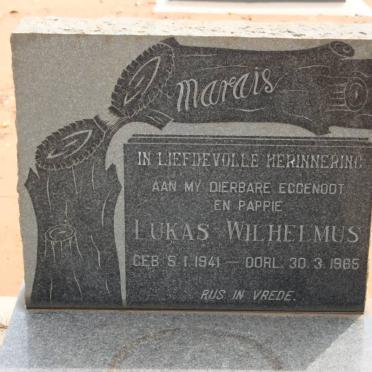 Marais
IN LIEFDEVOLLE HERINNERING
AAN MY DIERBARE EGGENOOT
EN PAPPIE
LUKAS WILHELMUS
GEB. 5.1.1941 — OORL. 30.3.1985
RUS IN VREDE.